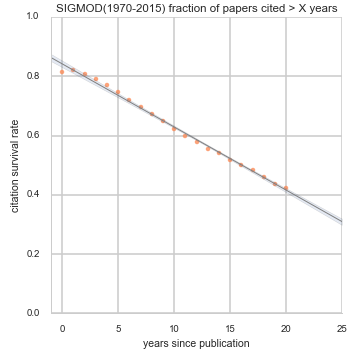 SIGMOD(1970-2015) fraction of papers cited > X years
1.0
0.8
0.6
0.4
0.2
0.0
citation survival rate
0 5 10 15 20 25
years since publication